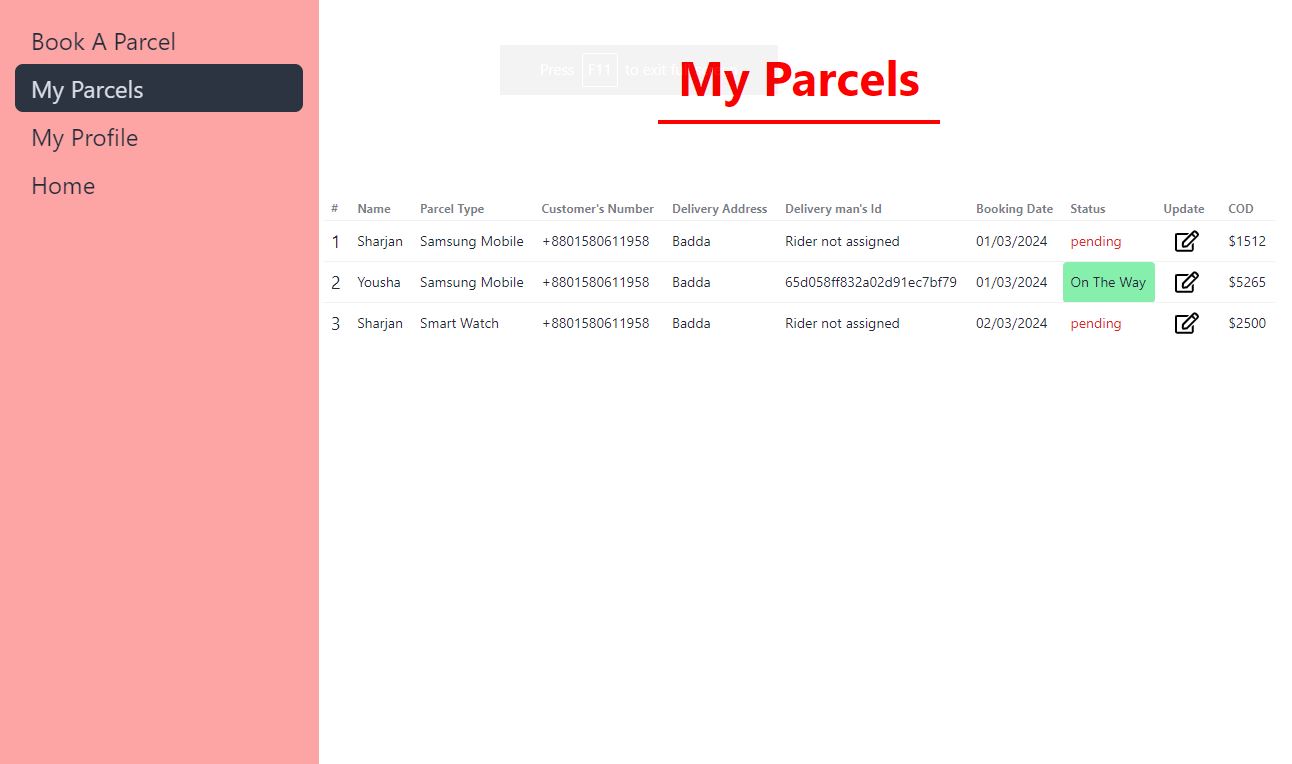 Book A Parcel
My Parcels
My Profile
Home
Press F11 to exit
My Parcels
# Name Parcel Type Customer's Number Delivery Address Delivery man's Id Booking Date Status Update COD
1 Sharjan Samsung Mobile +8801580611958 Badda Rider not assigned 01/03/2024 pending $1512
2 Yousha Samsung Mobile +8801580611958 Badda 65d058ff832a02d91ec7bf79 01/03/2024 On The Way $5265
3 Sharjan Smart Watch +8801580611958 Badda Rider not assigned 02/03/2024 pending $2500